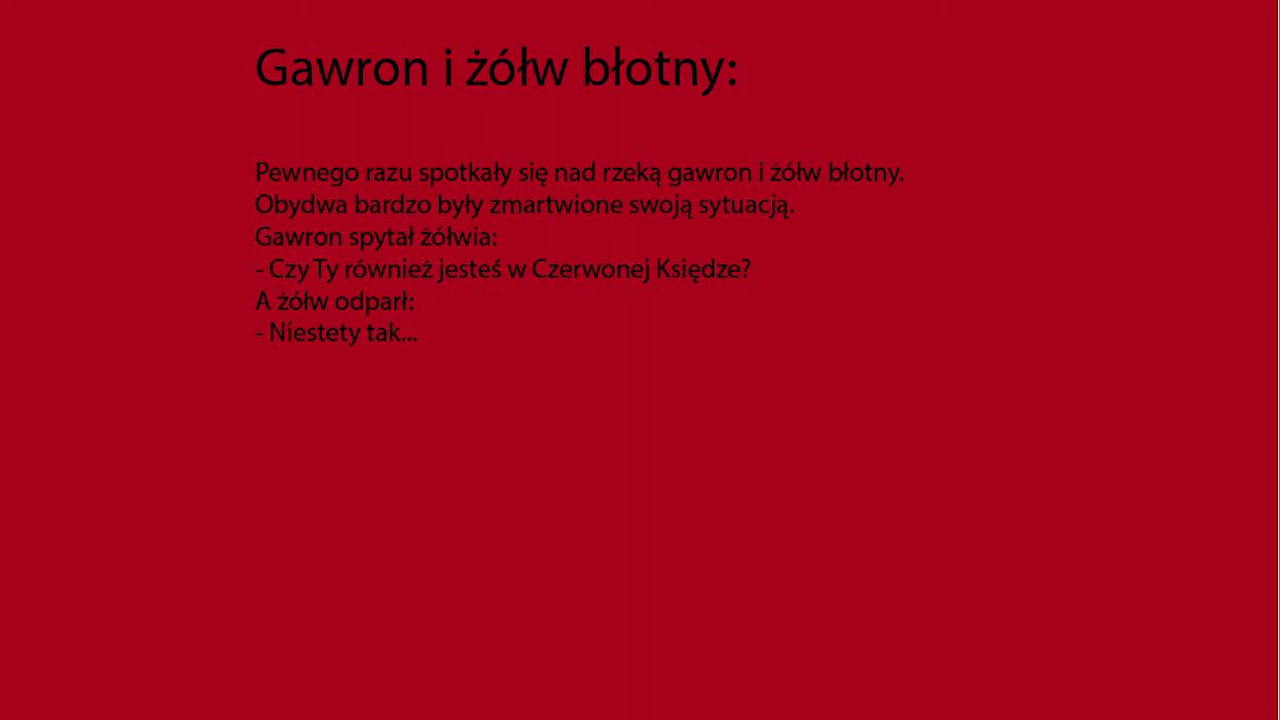 Gawron i żółw błotny:
Pewnego razu spotkały się nad rzeką gawron i żółw błotny.
Obydwa bardzo były zmartwione swoją sytuacją.
Gawron spytał żółwia:
- Czy Ty również jesteś w Czerwonej Księdze?
A żółw odparł:
- Niestety tak...